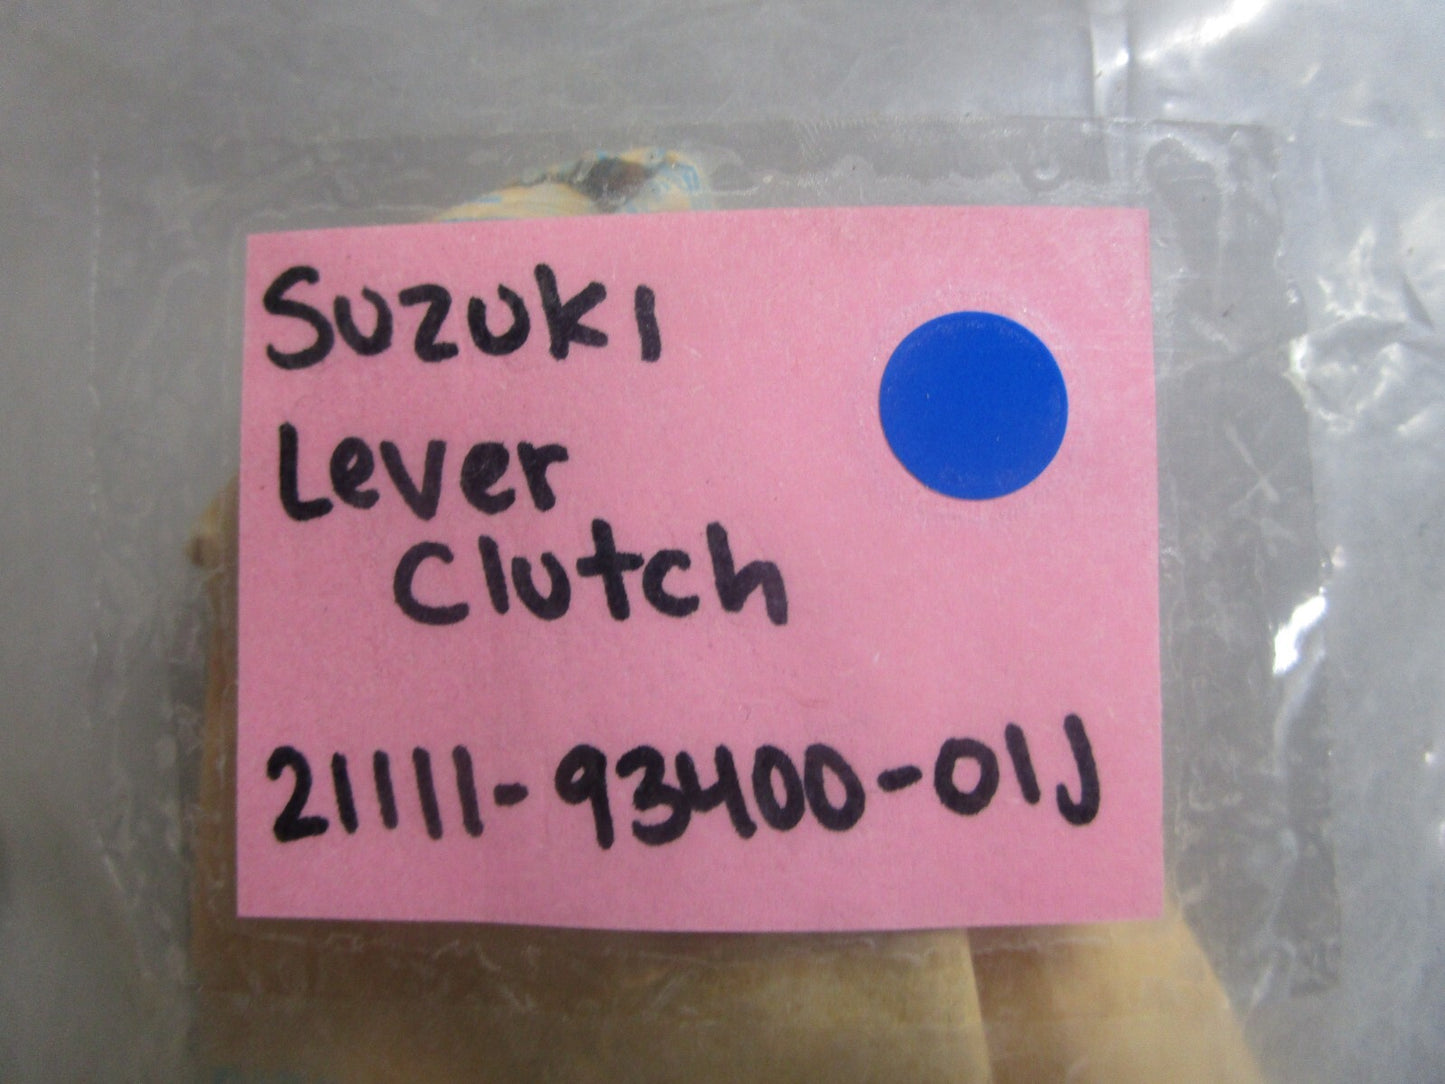 Suzuki
Lever
Clutch
21111-93400-01J